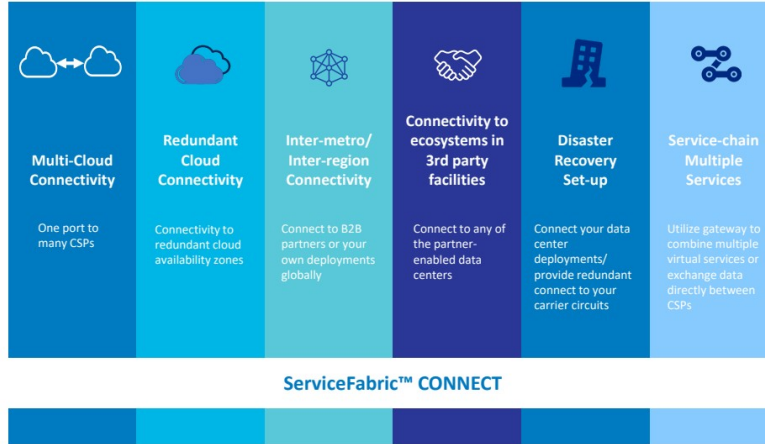 Multi-Cloud
Connectivity
One port to
many CSPs
Redundant
Cloud
Connectivity
Connectivity to
redundant cloud
availability zones
Inter-metro/
Inter-region
Connectivity
Connect to B2B
partners or your
own deployments
globally
Connectivity to
ecosystems in
3rd party
facilities
Connect to any of
the partner-
enabled data
centers
Disaster
Recovery
Set-up
Connect your data
center
deployments/
provide redundant
connect to your
carrier circuits
Service-chain
Multiple
Services
Utilize gateway to
combine multiple
virtual services or
exchange data
directly between
CSPs
ServiceFabric™ CONNECT